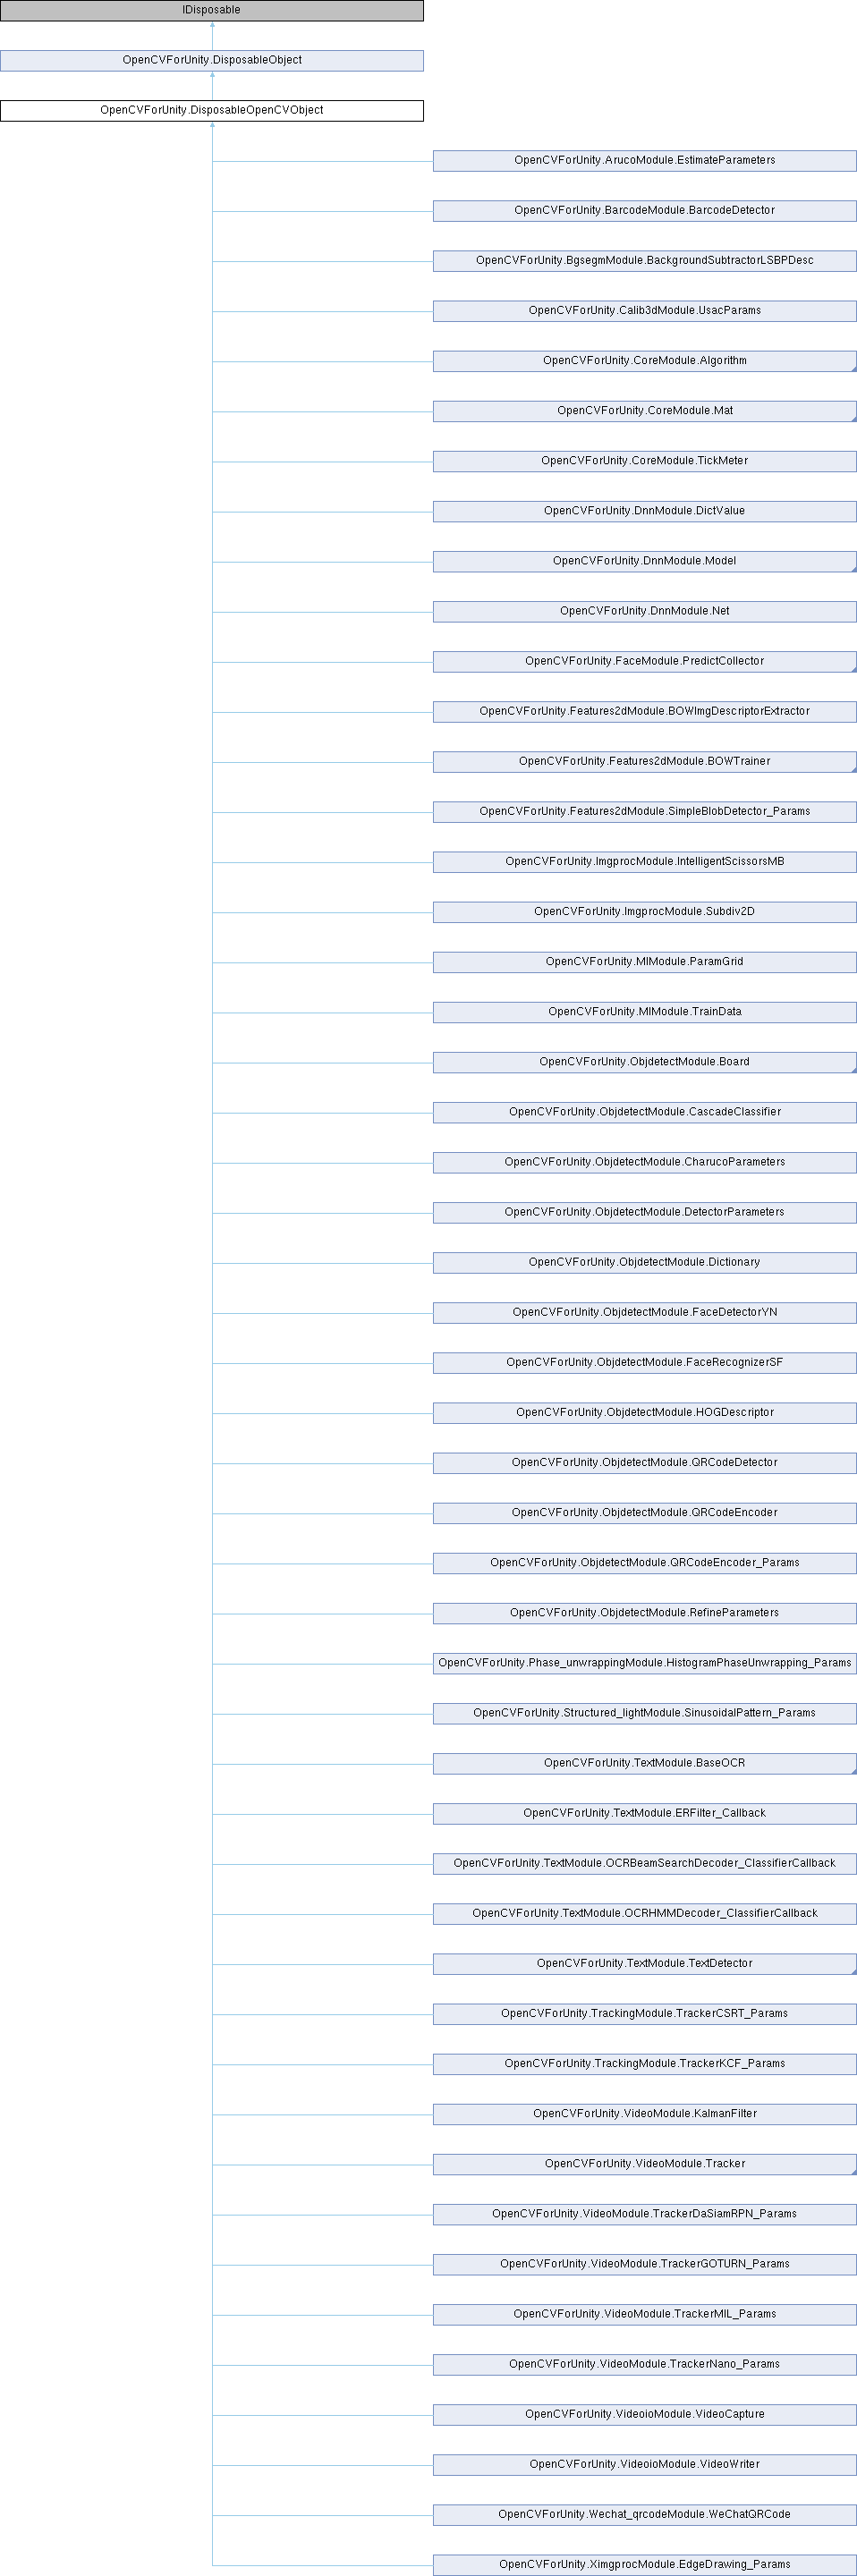 IDisposable
OpenCVForUnity.DisposableObject
OpenCVForUnity.DisposableOpenCVObject
OpenCVForUnity.ArucoModule.EstimateParameters
OpenCVForUnity.BarcodeModule.BarcodeDetector
OpenCVForUnity.BgsegmModule.BackgroundSubtractorLSBPDesc
OpenCVForUnity.Calib3dModule.UsacParams
OpenCVForUnity.CoreModule.Algorithm
OpenCVForUnity.CoreModule.Mat
OpenCVForUnity.CoreModule.TickMeter
OpenCVForUnity.DnnModule.DictValue
OpenCVForUnity.DnnModule.Model
OpenCVForUnity.DnnModule.Net
OpenCVForUnity.FaceModule.PredictCollector
OpenCVForUnity.Features2dModule.BOWImgDescriptorExtractor
OpenCVForUnity.Features2dModule.BOWTrainer
OpenCVForUnity.Features2dModule.SimpleBlobDetector_Params
OpenCVForUnity.ImgprocModule.IntelligentScissorsMB
OpenCVForUnity.ImgprocModule.Subdiv2D
OpenCVForUnity.MlModule.ParamGrid
OpenCVForUnity.MlModule.TrainData
OpenCVForUnity.ObjdetectModule.Board
OpenCVForUnity.ObjdetectModule.CascadeClassifier
OpenCVForUnity.ObjdetectModule.CharucoParameters
OpenCVForUnity.ObjdetectModule.DetectorParameters
OpenCVForUnity.ObjdetectModule.Dictionary
OpenCVForUnity.ObjdetectModule.FaceDetectorYN
OpenCVForUnity.ObjdetectModule.FaceRecognizerSF
OpenCVForUnity.ObjdetectModule.HOGDescriptor
OpenCVForUnity.ObjdetectModule.QRCodeDetector
OpenCVForUnity.ObjdetectModule.QRCodeEncoder
OpenCVForUnity.ObjdetectModule.QRCodeEncoder_Params
OpenCVForUnity.ObjdetectModule.RefineParameters
OpenCVForUnity.Phase_unwrappingModule.HistogramPhaseUnwrapping_Params
OpenCVForUnity.Structured_lightModule.SinusoidalPattern_Params
OpenCVForUnity.TextModule.BaseOCR
OpenCVForUnity.TextModule.ERFilter_Callback
OpenCVForUnity.TextModule.OCRBeamSearchDecoder_ClassifierCallback
OpenCVForUnity.TextModule.OCRHMMDecoder_ClassifierCallback
OpenCVForUnity.TextModule.TextDetector
OpenCVForUnity.TrackingModule.TrackerCSRT_Params
OpenCVForUnity.TrackingModule.TrackerKCF_Params
OpenCVForUnity.VideoModule.KalmanFilter
OpenCVForUnity.VideoModule.Tracker
OpenCVForUnity.VideoModule.TrackerDaSiamRPN_Params
OpenCVForUnity.VideoModule.TrackerGOTURN_Params
OpenCVForUnity.VideoModule.TrackerMIL_Params
OpenCVForUnity.VideoModule.TrackerNano_Params
OpenCVForUnity.VideoioModule.VideoCapture
OpenCVForUnity.VideoioModule.VideoWriter
OpenCVForUnity.Wechat_qrcodeModule.WeChatQRCode
OpenCVForUnity.XimgprocModule.EdgeDrawing_Params